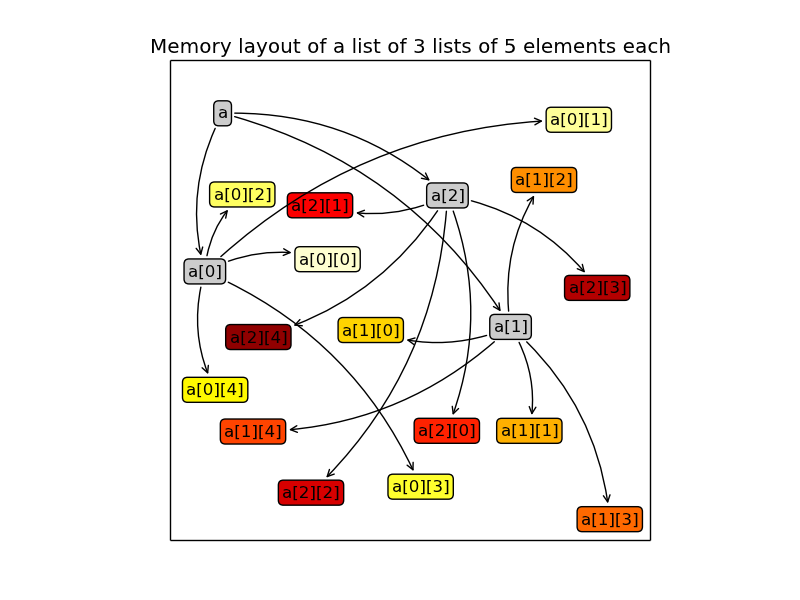 Memory layout of a list of 3 lists of 5 elements each
a
a[0][1]
a[1][2]
a[0][2]
a[2]
a[2][1]
a[0][0]
a[0]
a[2][3]
a[1]
a[1][0]
a[2][4]
a[0][4]
a[1][4]
a[2][0]
a[1][1]
a[0][3]
a[2][2]
a[1][3]